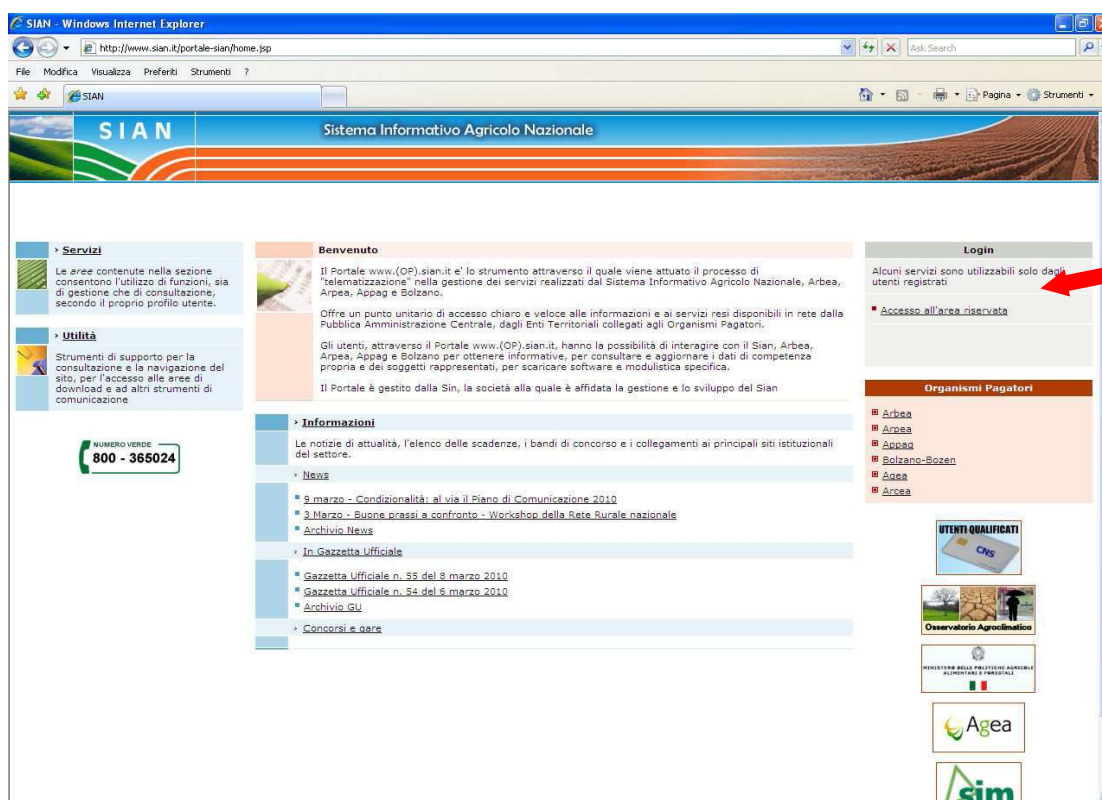 SIAN - Windows Internet Explorer
http://www.sian.it/portale-sian/home.jsp
Ask Search
File Modifica Visualizza Preferiti Strumenti ?
SIAN
Pagina
Strumenti
SIAN
Sistema Informativo Agricolo Nazionale
› Servizi
Le aree contenute nella sezione
consentono l'utilizzo di funzioni, sia
di gestione che di consultazione,
secondo il proprio profilo utente.
› Utilità
Strumenti di supporto per la
consultazione e la navigazione del
sito, per l'accesso alle aree di
download e ad altri strumenti di
comunicazione
NUMERO VERDE
800 - 365024
Benvenuto
Il Portale www.(OP).sian.it e' lo strumento attraverso il quale viene attuato il processo di
"telematizzazione" nella gestione dei servizi realizzati dal Sistema Informativo Agricolo Nazionale, Arbea,
Arpea, Appag e Bolzano.
Offre un punto unitario di accesso chiaro e veloce alle informazioni e ai servizi resi disponibili in rete dalla
Pubblica Amministrazione Centrale, dagli Enti Territoriali collegati agli Organismi Pagatori.
Gli utenti, attraverso il Portale www.(OP).sian.it, hanno la possibilità di interagire con il Sian, Arbea,
Arpea, Appag e Bolzano per ottenere informative, per consultare e aggiornare i dati di competenza
propria e dei soggetti rappresentati, per scaricare software e modulistica specifica.
Il Portale è gestito dalla Sin, la società alla quale è affidata la gestione e lo sviluppo del Sian
› Informazioni
Le notizie di attualità, l'elenco delle scadenze, i bandi di concorso e i collegamenti ai principali siti istituzionali
del settore.
› News
9 marzo - Condizionalità: al via il Piano di Comunicazione 2010
3 Marzo - Buone prassi a confronto - Workshop della Rete Rurale nazionale
Archivio News
› In Gazzetta Ufficiale
Gazzetta Ufficiale n. 55 del 8 marzo 2010
Gazzetta Ufficiale n. 54 del 6 marzo 2010
Archivio GU
› Concorsi e gare
Login
Alcuni servizi sono utilizzabili solo dagli
utenti registrati
Accesso all'area riservata
Organismi Pagatori
Arbea
Arpea
Appag
Bolzano-Bozen
Agea
Arcea
UTENTI QUALIFICATI
CNS
Osservatorio Agroclimatico
MINISTERO DELLE POLITICHE AGRICOLE
ALIMENTARI E FORESTALI
Agea
sim